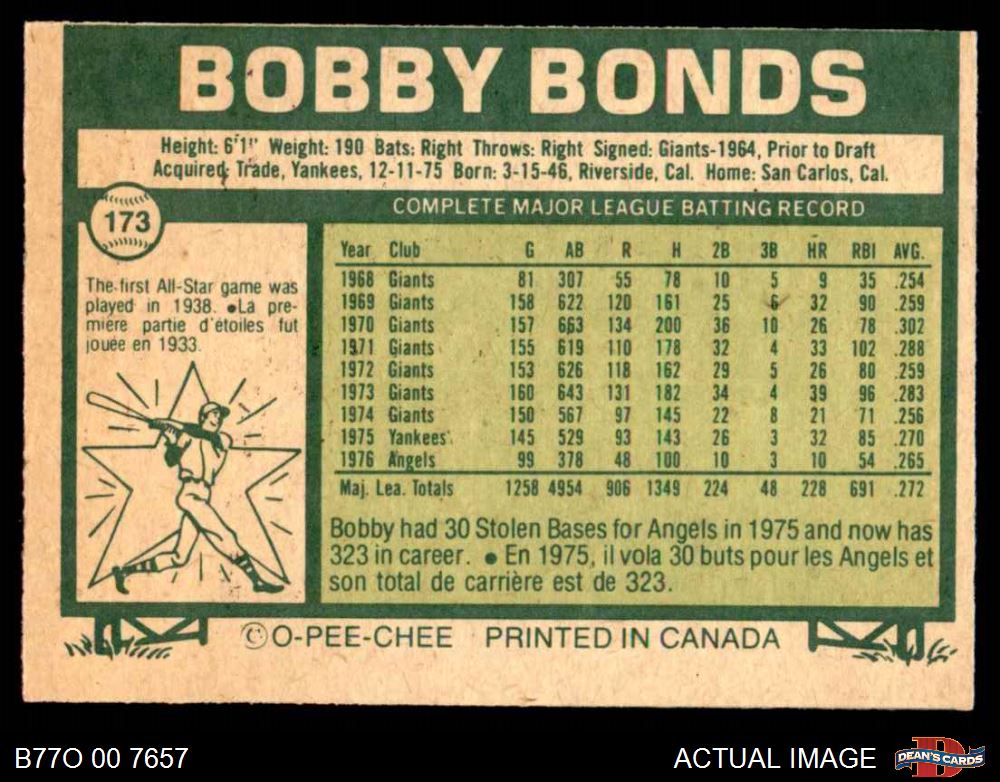 BOBBY BONDS
Height: 6'1" Weight: 190 Bats: Right Throws: Right Signed: Giants-1964, Prior to Draft
Acquired: Trade, Yankees, 12-11-75 Born: 3-15-46, Riverside, Cal. Home: San Carlos, Cal.
173
COMPLETE MAJOR LEAGUE BATTING RECORD
The first All-Star game was
played in 1938. ●La pre-
mière partie d'étoiles fut
jouée en 1933.
Year Club G AB R H 2B 3B HR RBI AVG.
1968 Giants 81 307 55 78 10 5 9 35 .254
1969 Giants 158 622 120 161 25 6 32 90 .259
1970 Giants 157 663 134 200 36 10 26 78 .302
1971 Giants 155 619 110 178 32 4 33 102 .288
1972 Giants 153 626 118 162 29 5 26 80 .259
1973 Giants 160 643 131 182 34 4 39 96 .283
1974 Giants 150 567 97 145 22 8 21 71 .256
1975 Yankees 145 529 93 143 26 3 32 85 .270
1976 Angels 99 378 48 100 10 3 10 54 .265
Maj. Lea. Totals 1258 4954 906 1349 224 48 228 691 .272
Bobby had 30 Stolen Bases for Angels in 1975 and now has
323 in career. ● En 1975, il vola 30 buts pour les Angels et
son total de carrière est de 323.
© O-PEE-CHEE PRINTED IN CANADA
B77O 00 7657
ACTUAL IMAGE
D
DEAN'S CARDS